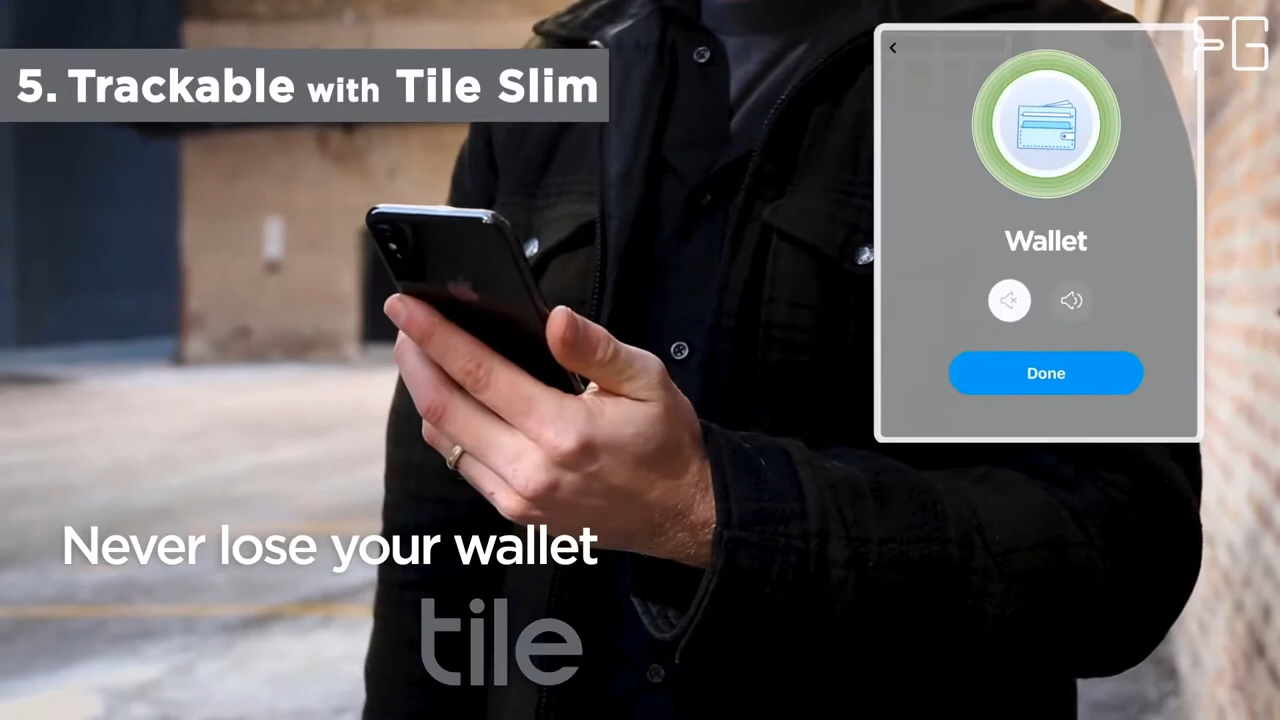 5. Trackable with Tile Slim
FG
Wallet
Done
Never lose your wallet
tile